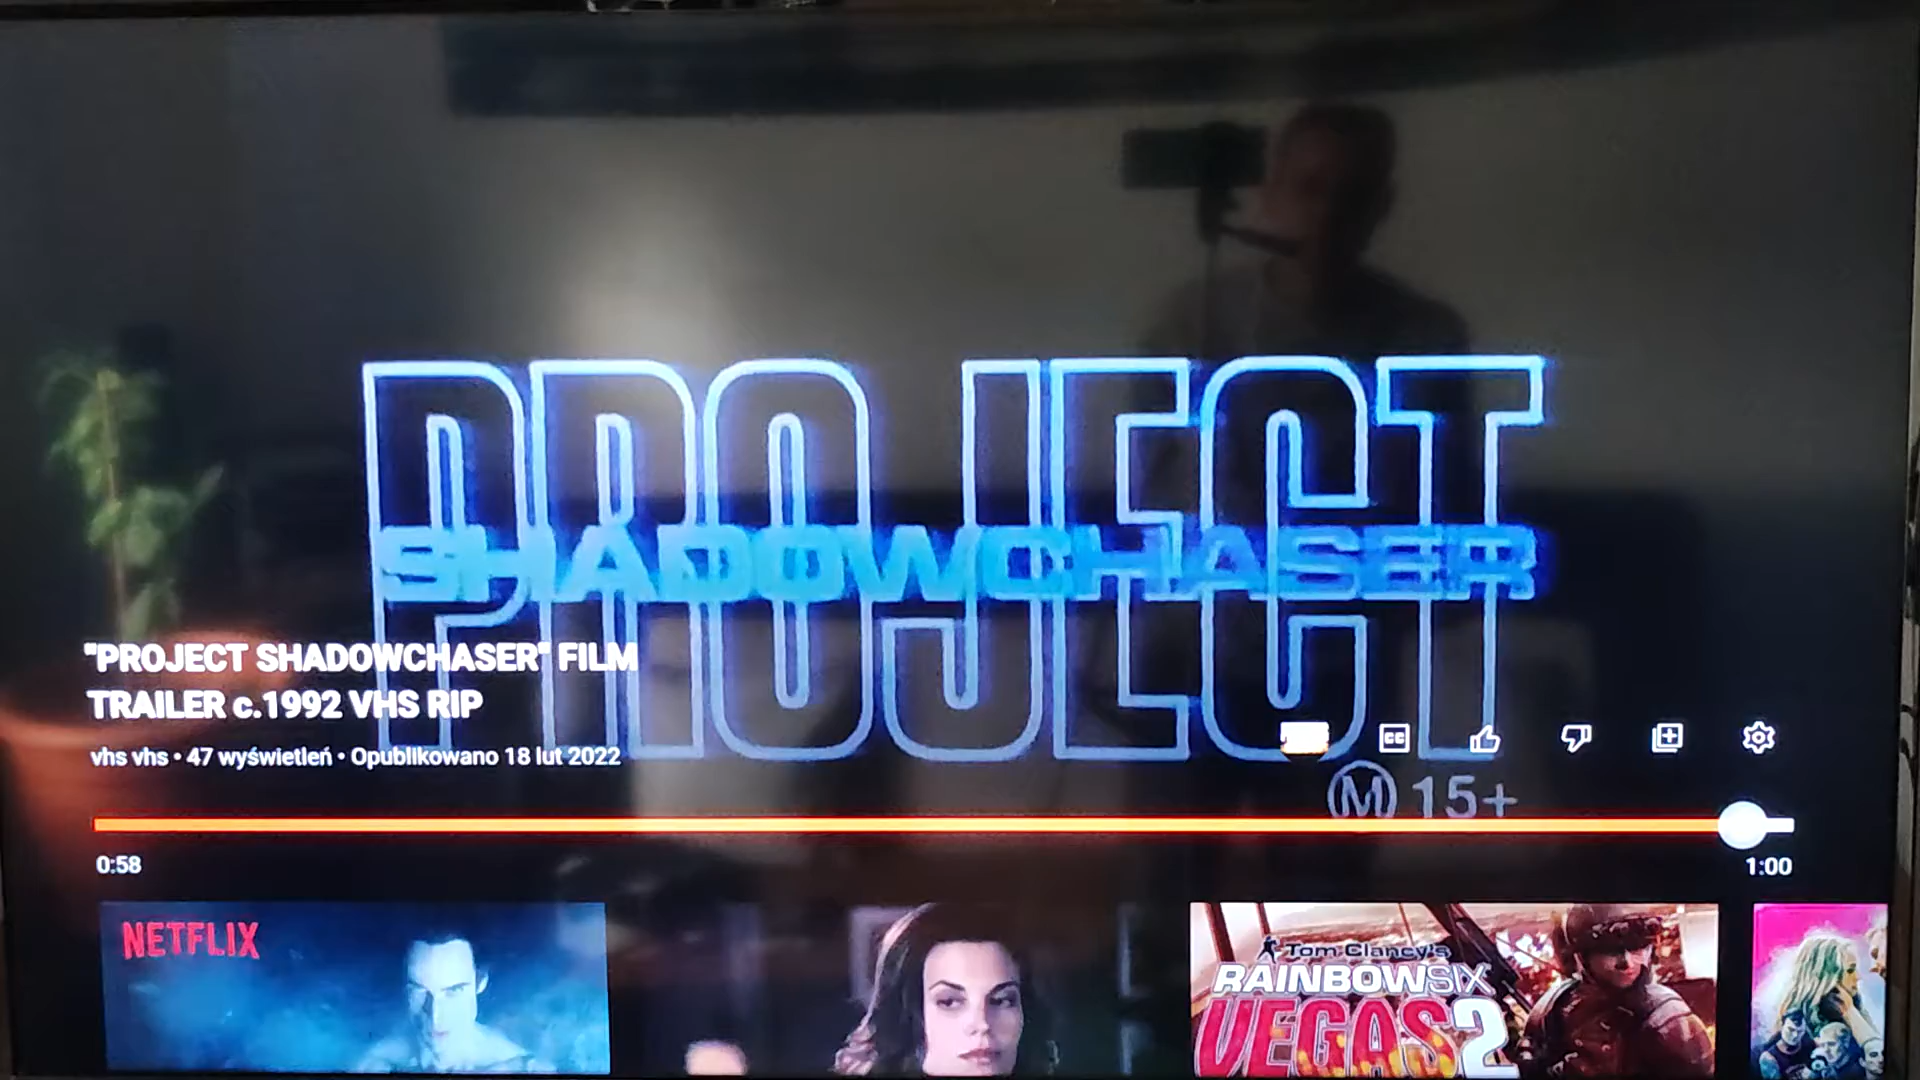 PROJECT
SHADOWCHASER
"PROJECT SHADOWCHASER" FILM
TRAILER c.1992 VHS RIP
vhs vhs • 47 wyświetleń • Opublikowano 18 lut 2022
CC
M 15+
0:58
1:00
NETFLIX
Tom Clancy's
RAINBOWSIX
VEGAS2